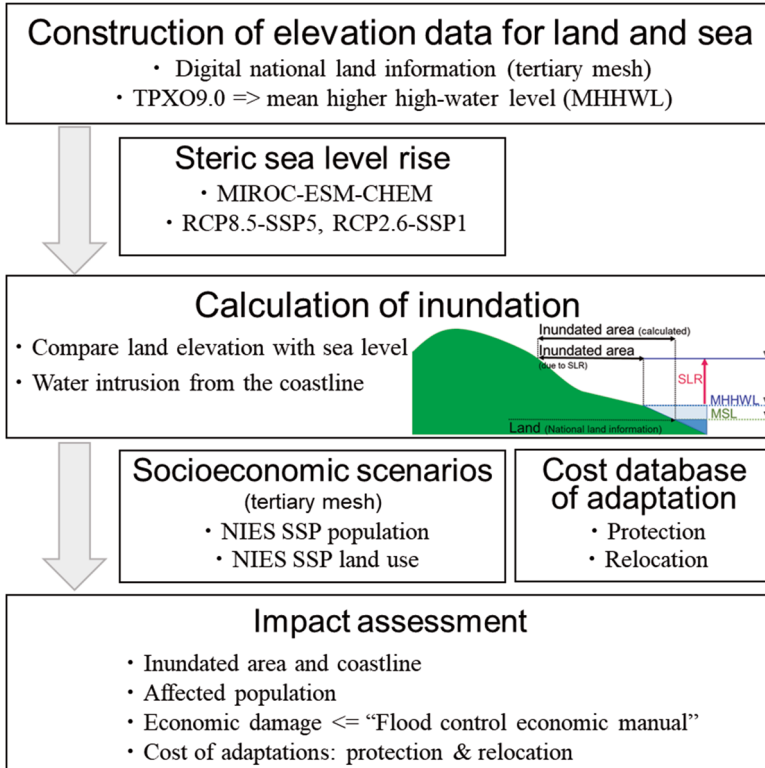 Construction of elevation data for land and sea
・ Digital national land information (tertiary mesh)
・ TPXO9.0 => mean higher high-water level (MHHWL)
Steric sea level rise
・ MIROC-ESM-CHEM
・ RCP8.5-SSP5, RCP2.6-SSP1
Calculation of inundation
・ Compare land elevation with sea level
・ Water intrusion from the coastline
Inundated area (calculated)
Inundated area
(due to SLR)
SLR
MHHWL
MSL
Land (National land information)
Socioeconomic scenarios
(tertiary mesh)
・ NIES SSP population
・ NIES SSP land use
Cost database
of adaptation
・ Protection
・ Relocation
Impact assessment
・ Inundated area and coastline
・ Affected population
・ Economic damage <= “Flood control economic manual”
・ Cost of adaptations: protection & relocation